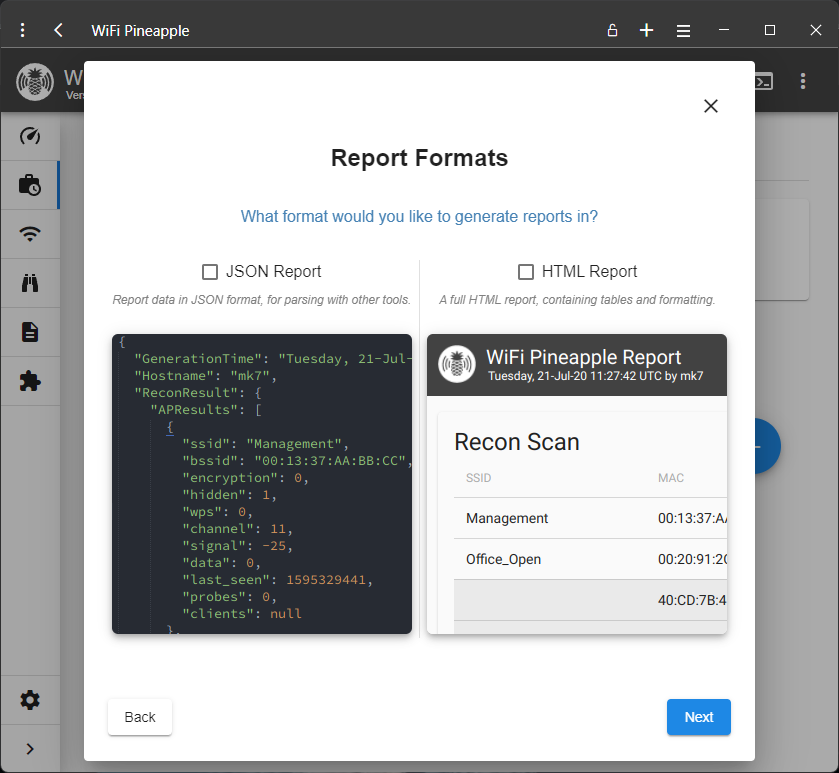 WiFi Pineapple
W
Ver
Report Formats
What format would you like to generate reports in?
JSON Report
Report data in JSON format, for parsing with other tools.
{
"GenerationTime": "Tuesday, 21-Jul-
"Hostname": "mk7",
"ReconResult": {
"APResults": [
{
"ssid": "Management",
"bssid": "00:13:37:AA:BB:CC",
"encryption": 0,
"hidden": 1,
"wps": 0,
"channel": 11,
"signal": -25,
"data": 0,
"last_seen": 1595329441,
"probes": 0,
"clients": null
},
HTML Report
A full HTML report, containing tables and formatting.
WiFi Pineapple Report
Tuesday, 21-Jul-20 11:27:42 UTC by mk7
Recon Scan
SSID MAC
Management 00:13:37:AA
Office_Open 00:20:91:20
40:CD:7B:4
Back
Next